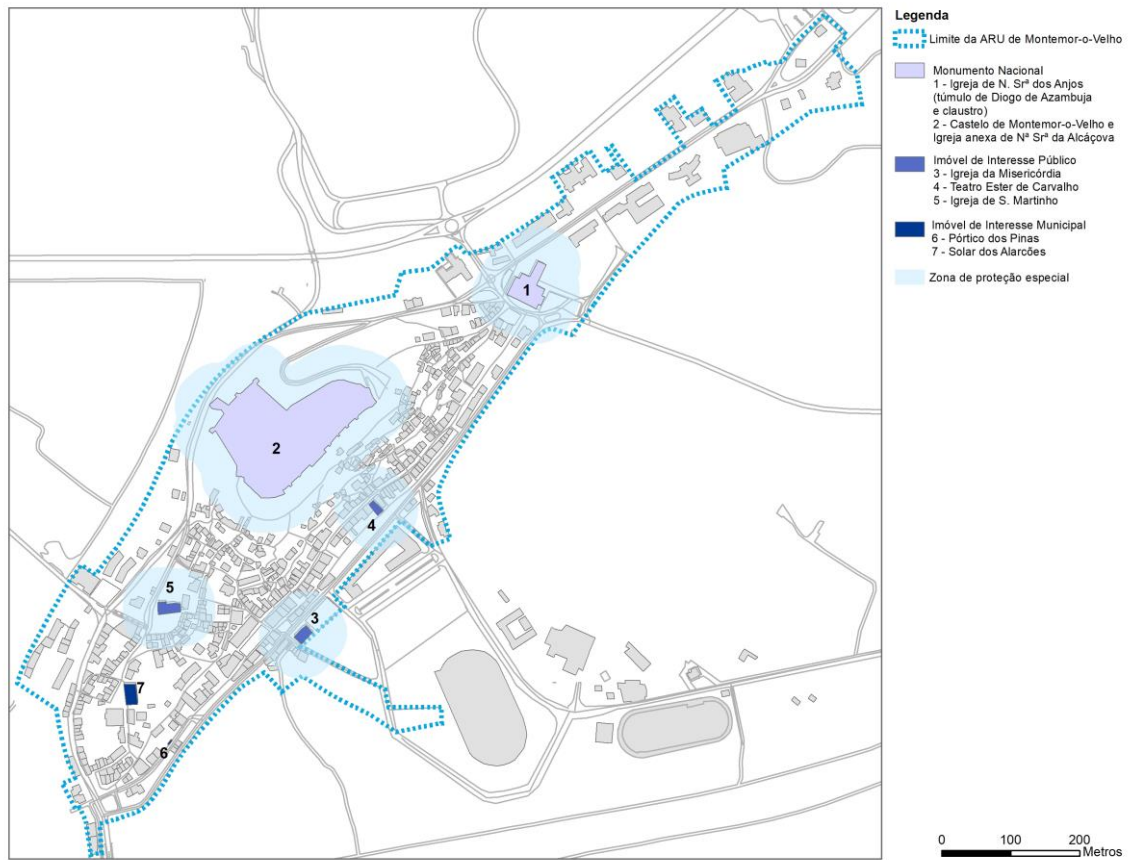 Legenda
Limite da ARU de Montemor-o-Velho
Monumento Nacional
1 - Igreja de N. Srª dos Anjos
(túmulo de Diogo de Azambuja
e claustro)
2 - Castelo de Montemor-o-Velho e
Igreja anexa de Nª Srª da Alcáçova
Imóvel de Interesse Público
3 - Igreja da Misericórdia
4 - Teatro Ester de Carvalho
5 - Igreja de S. Martinho
Imóvel de Interesse Municipal
6 - Pórtico dos Pinas
7 - Solar dos Alarcões
Zona de proteção especial
1
2
4
5
3
7
6
0 100 200
Metros